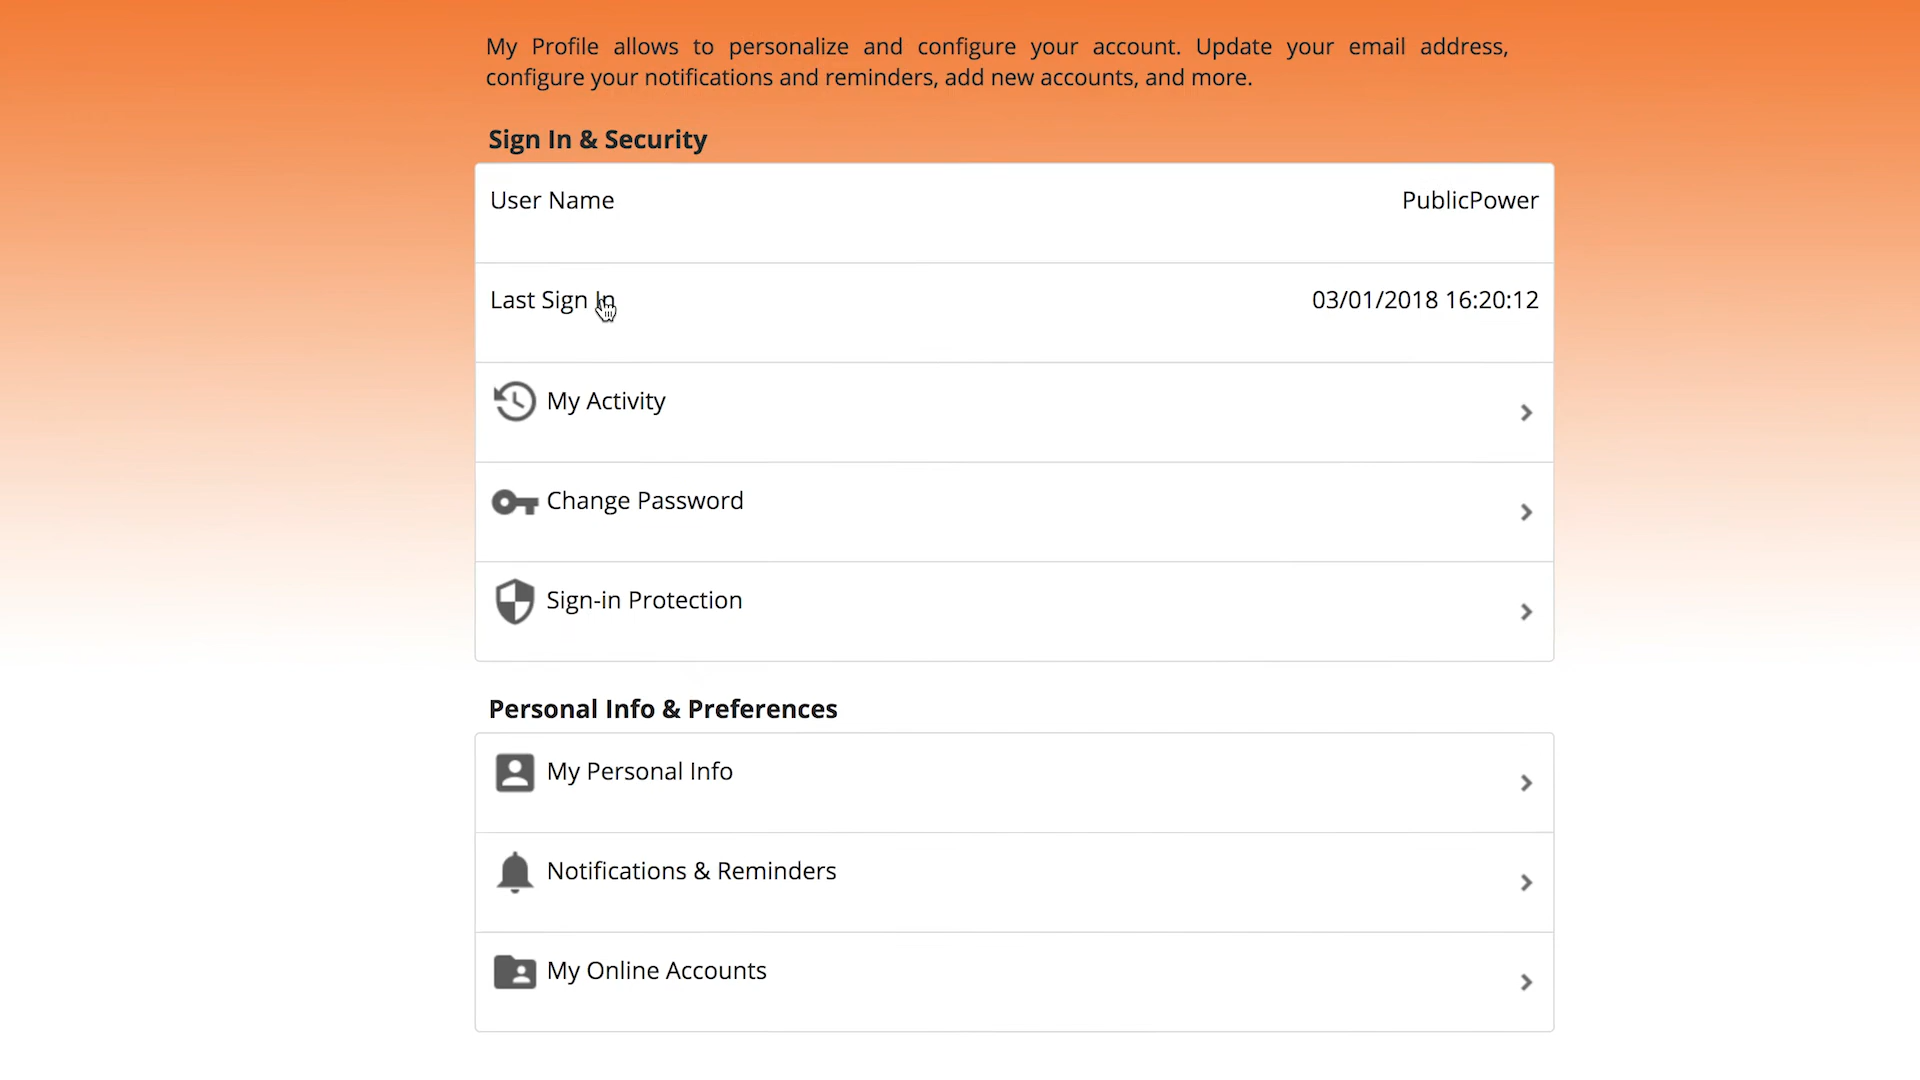 My Profile allows to personalize and configure your account. Update your email address,
configure your notifications and reminders, add new accounts, and more.
Sign In & Security
User Name PublicPower
Last Sign In 03/01/2018 16:20:12
My Activity
Change Password
Sign-in Protection
Personal Info & Preferences
My Personal Info
Notifications & Reminders
My Online Accounts